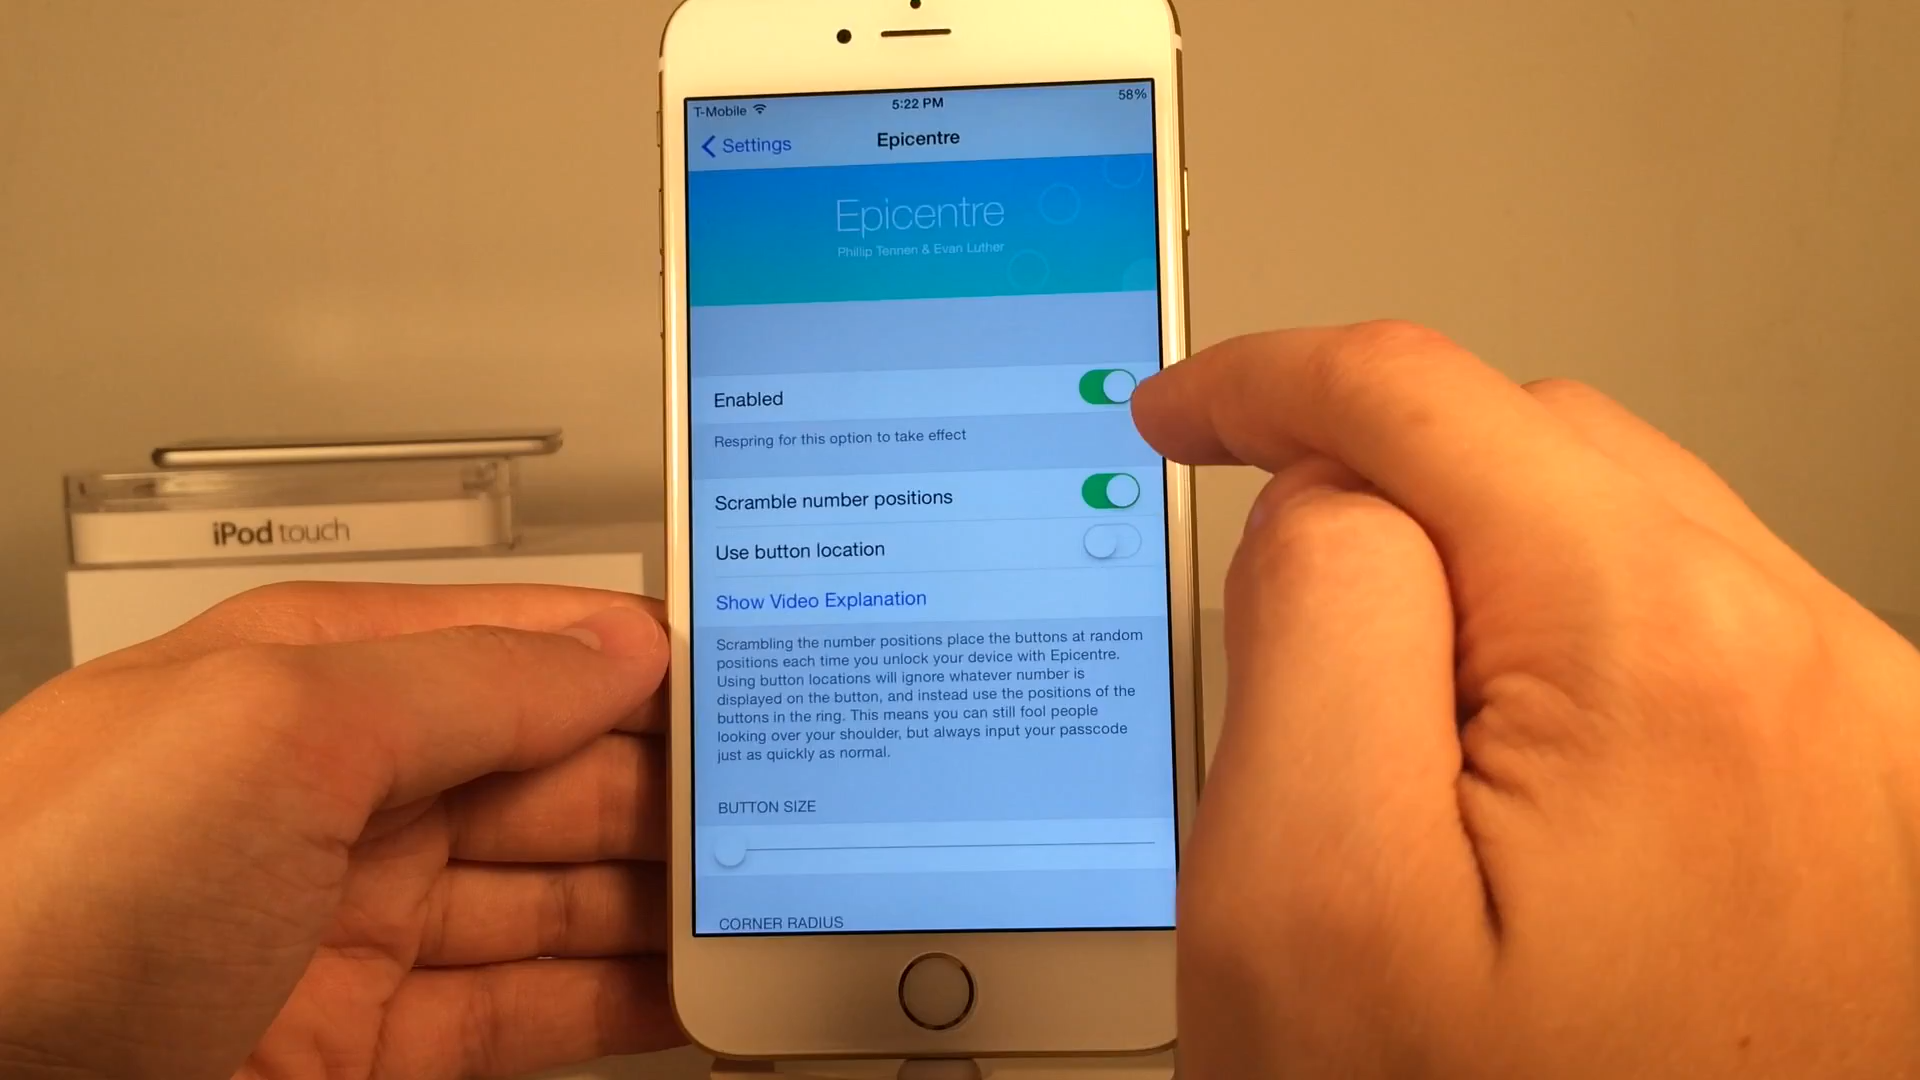 T-Mobile
5:22 PM
58%
Settings
Epicentre
Epicentre
Phillip Tennen & Evan Luther
Enabled
Respring for this option to take effect
Scramble number positions
Use button location
Show Video Explanation
Scrambling the number positions place the buttons at random
positions each time you unlock your device with Epicentre.
Using button locations will ignore whatever number is
displayed on the button, and instead use the positions of the
buttons in the ring. This means you can still fool people
looking over your shoulder, but always input your passcode
just as quickly as normal.
BUTTON SIZE
CORNER RADIUS
iPod touch